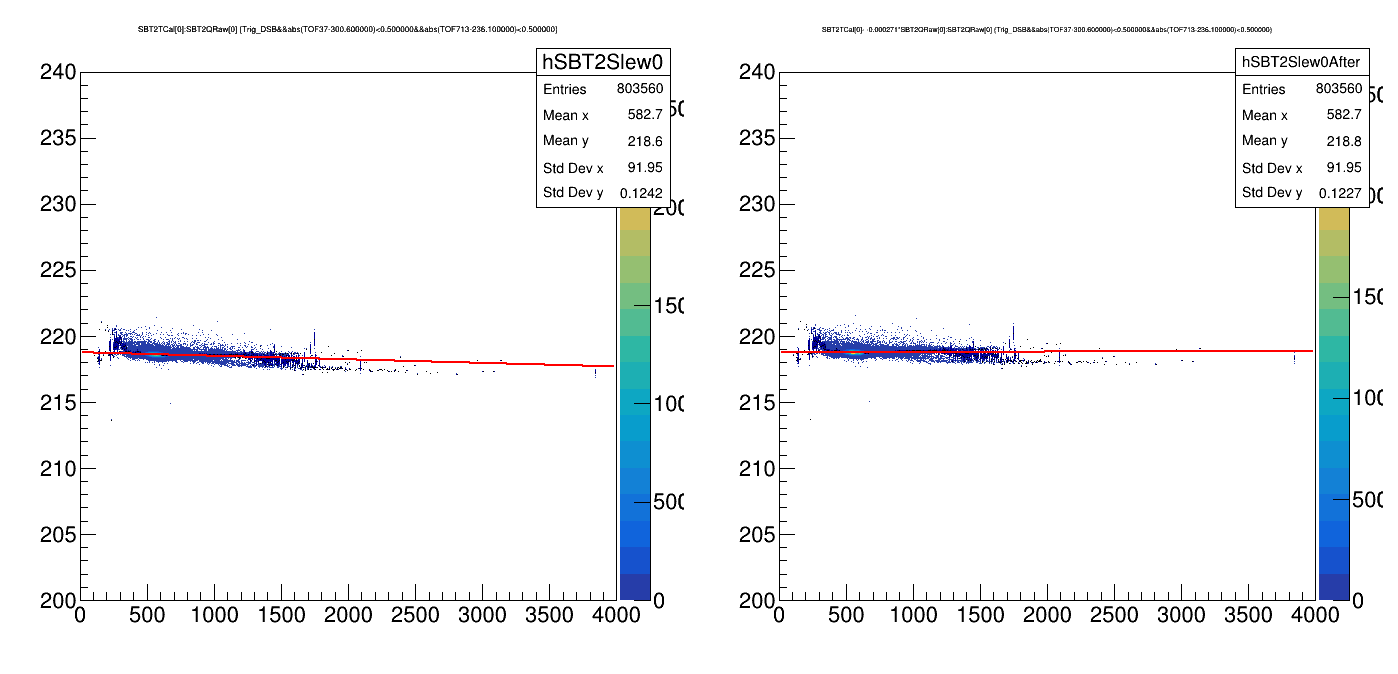 SBT2TCal[0]:SBT2QRaw[0] {Trig_DSB&&abs(TOF37-300.600000)<0.500000&&abs(TOF713-236.100000)<0.500000}
hSBT2Slew0
Entries 803560
Mean x 582.7
Mean y 218.6
Std Dev x 91.95
Std Dev y 0.1242
240
235
230
225
220
215
210
205
200
0 500 1000 1500 2000 2500 3000 3500 4000
0
SBT2TCal[0]- -0.000271*SBT2QRaw[0]:SBT2QRaw[0] {Trig_DSB&&abs(TOF37-300.600000)<0.500000&&abs(TOF713-236.100000)<0.500000}
hSBT2Slew0After
Entries 803560
Mean x 582.7
Mean y 218.8
Std Dev x 91.95
Std Dev y 0.1227
240
235
230
225
220
215
210
205
200
0 500 1000 1500 2000 2500 3000 3500 4000
0